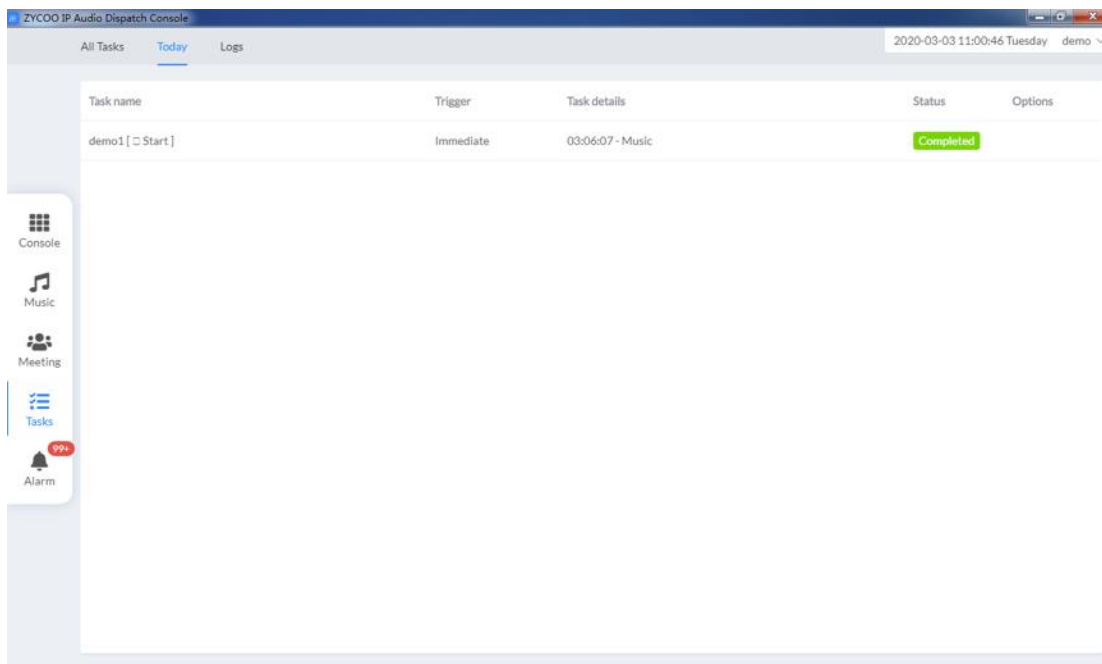 ZYCOO IP Audio Dispatch Console
All Tasks Today Logs
2020-03-03 11:00:46 Tuesday demo
Task name Trigger Task details Status Options
demo1 [ □ Start ] Immediate 03:06:07 - Music Completed
Console
Music
Meeting
Tasks
99+
Alarm